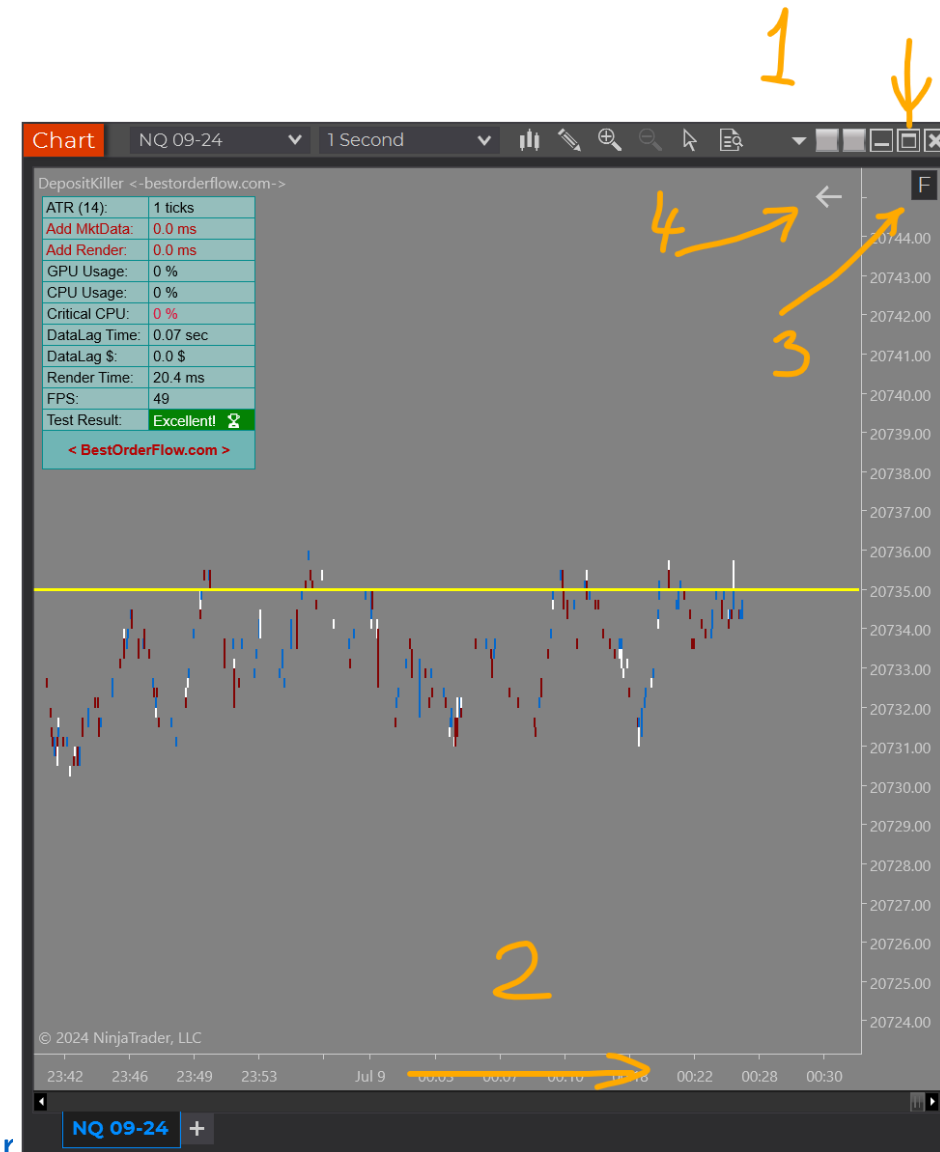 1
Chart NQ 09-24 1 Second
DepositKiller <-bestorderflow.com->
F
ATR (14): 1 ticks
Add MktData: 0.0 ms
Add Render: 0.0 ms
GPU Usage: 0 %
CPU Usage: 0 %
Critical CPU: 0 %
DataLag Time: 0.07 sec
DataLag $: 0.0 $
Render Time: 20.4 ms
FPS: 49
Test Result: Excellent!
< BestOrderFlow.com >
4
3
20744.00
20743.00
20742.00
20741.00
20740.00
20739.00
20738.00
20737.00
20736.00
20735.00
20734.00
20733.00
20732.00
20731.00
20730.00
20729.00
20728.00
20727.00
20726.00
20725.00
20724.00
2
© 2024 NinjaTrader, LLC
23:42 23:46 23:49 23:53 Jul 9 00:03 00:07 00:10 00:22 00:28 00:30
NQ 09-24 +
r